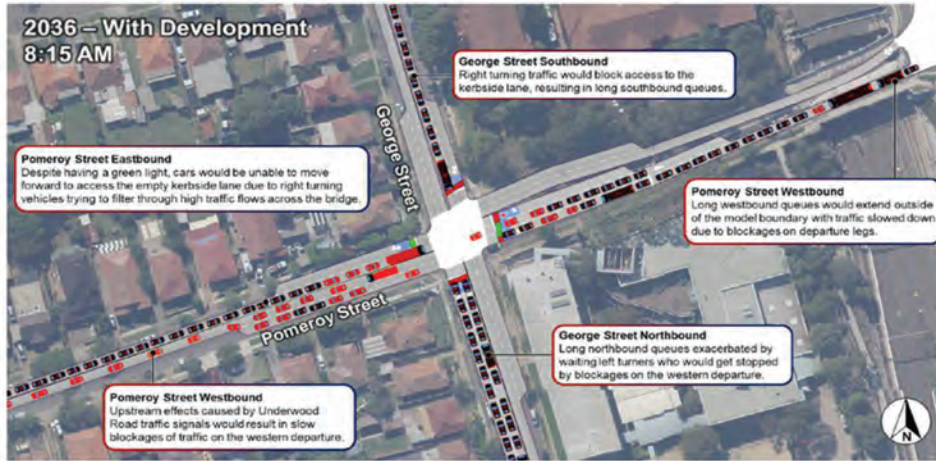 2036 – With Development
8:15 AM
George Street Southbound
Right turning traffic would block access to the
kerbside lane, resulting in long southbound queues.
George Street
Pomeroy Street Eastbound
Despite having a green light, cars would be unable to move
forward to access the empty kerbside lane due to right turning
vehicles trying to filter through high traffic flows across the bridge.
Pomeroy Street Westbound
Long westbound queues would extend outside
of the model boundary with traffic slowed down
due to blockages on departure legs.
Pomeroy Street
George Street Northbound
Long northbound queues exacerbated by
waiting left turners who would get stopped
by blockages on the western departure.
Pomeroy Street Westbound
Upstream effects caused by Underwood
Road traffic signals would result in slow
blockages of traffic on the western departure.
N